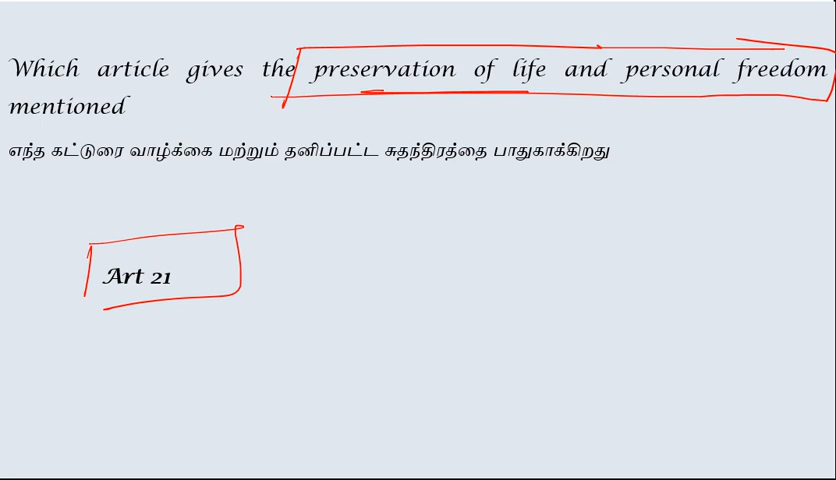 Which article gives the preservation of life and personal freedom
mentioned
எந்த கட்டுரை வாழ்க்கை மற்றும் தனிப்பட்ட சுதந்திரத்தை பாதுகாக்கிறது
Art 21